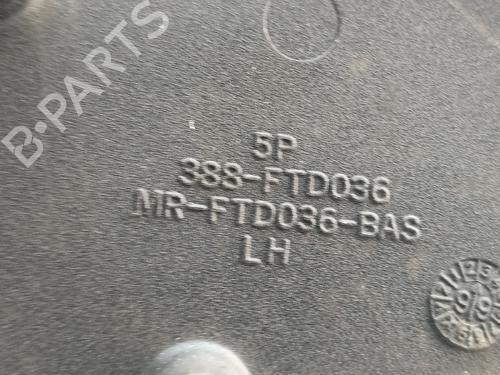 B-PARTS
5P
388-FTD036
MR-FTD036-BAS
LH